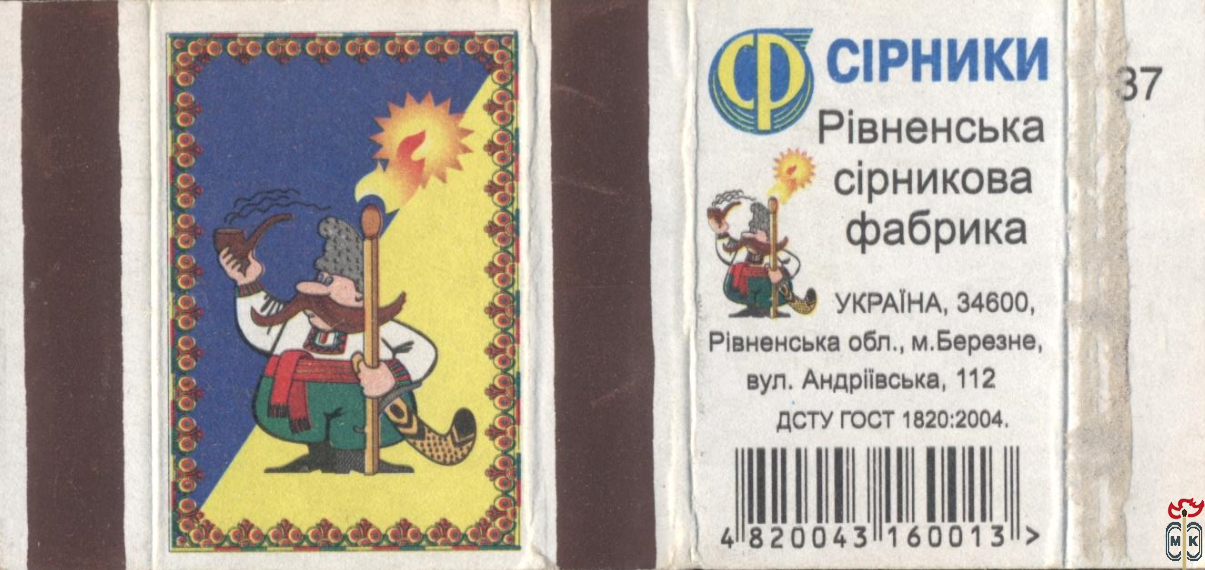 СР СІРНИКИ
37
Рівненська
сірникова
фабрика
УКРАЇНА, 34600,
Рівненська обл., м.Березне,
вул. Андріївська, 112
ДСТУ ГОСТ 1820:2004.
4 820043 160013 >
МК